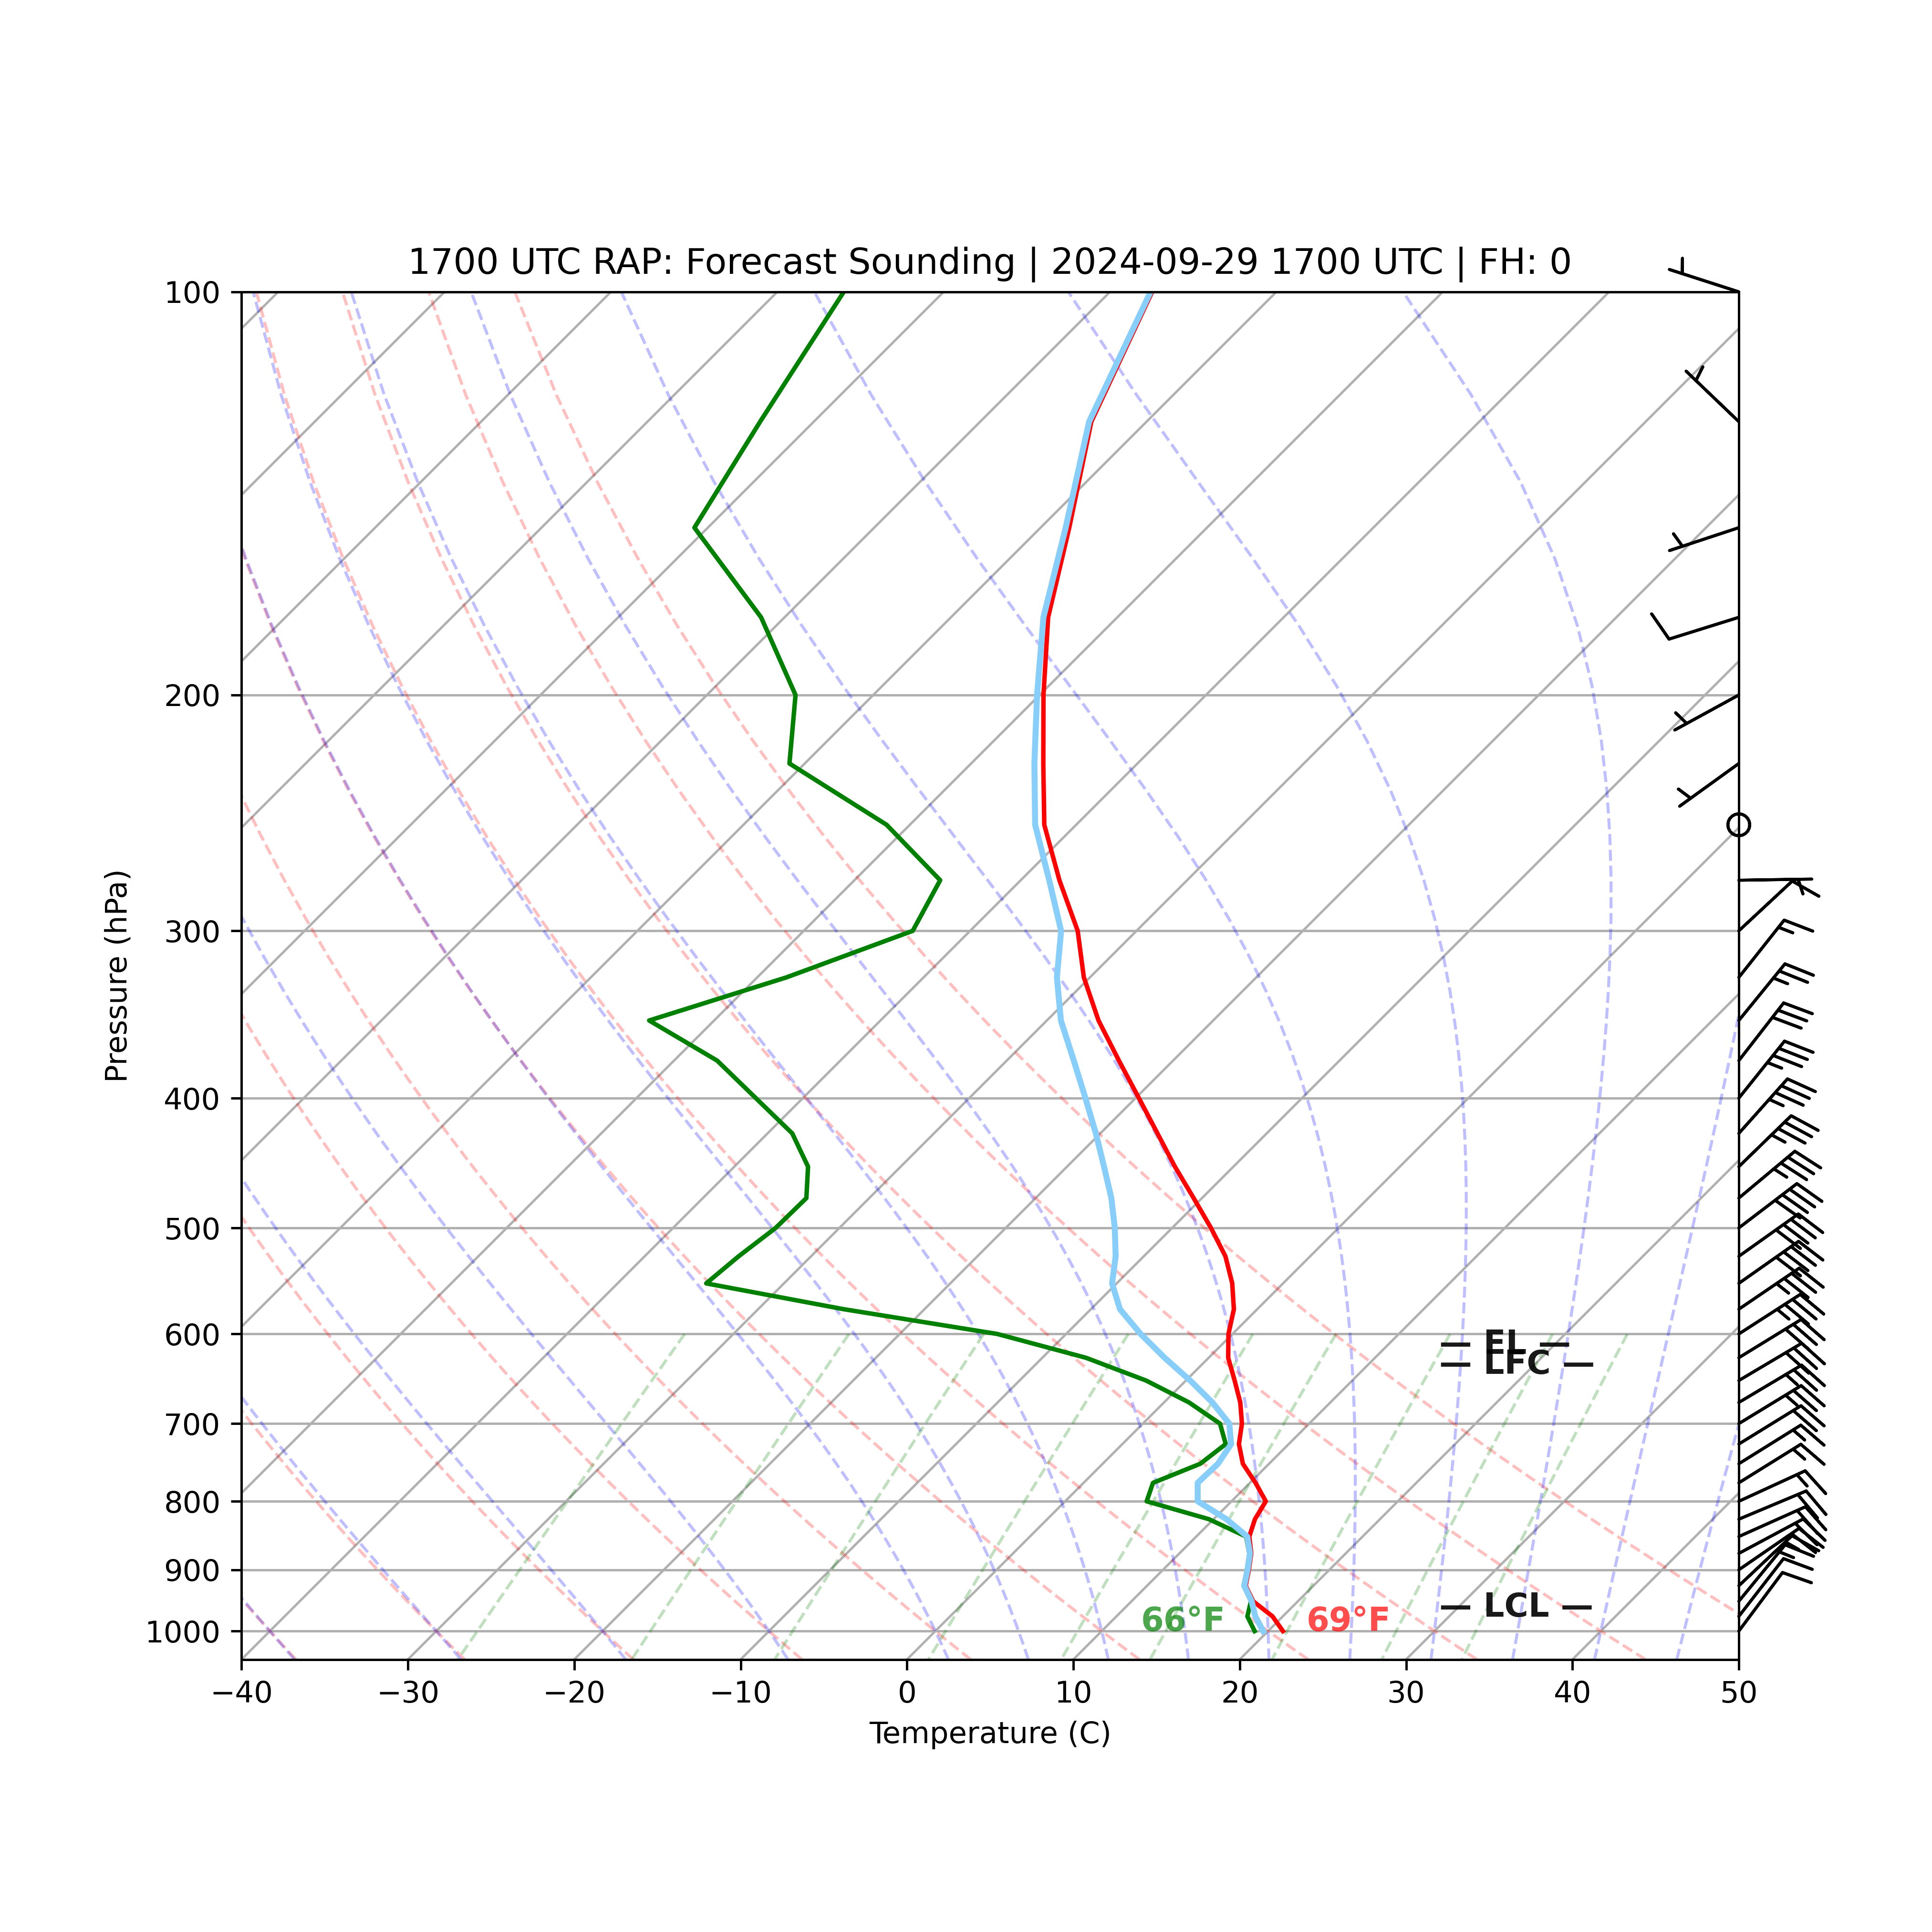 1700 UTC RAP: Forecast Sounding | 2024-09-29 1700 UTC | FH: 0
100
200
300
400
500
600
700
800
900
1000
Pressure (hPa)
— EL —
— LFC —
— LCL —
66°F
69°F
−40
−30
−20
−10
0
10
20
30
40
50
Temperature (C)